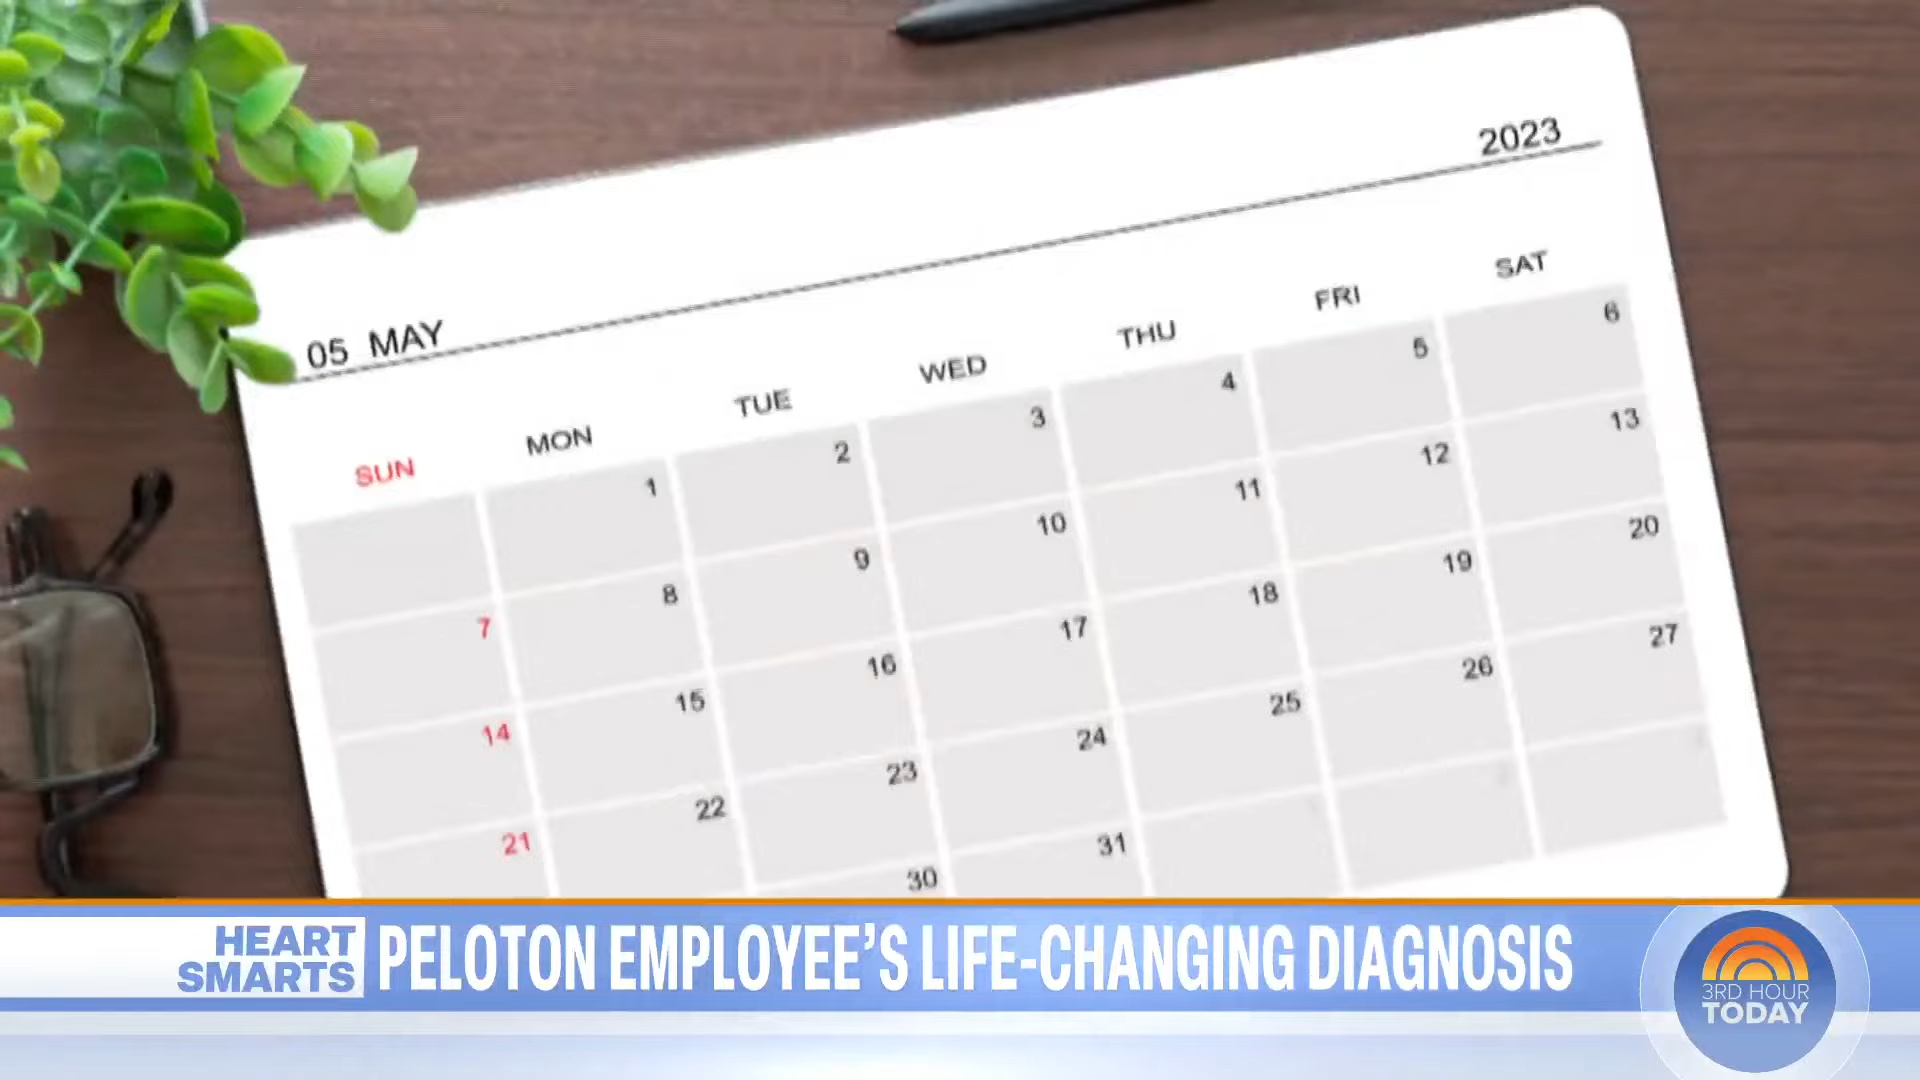 2023
05 MAY
SUN MON TUE WED THU FRI SAT
1 2 3 4 5 6
7 8 9 10 11 12 13
14 15 16 17 18 19 20
21 22 23 24 25 26 27
30 31
HEART
SMARTS
PELOTON EMPLOYEE'S LIFE-CHANGING DIAGNOSIS
3RD HOUR
TODAY